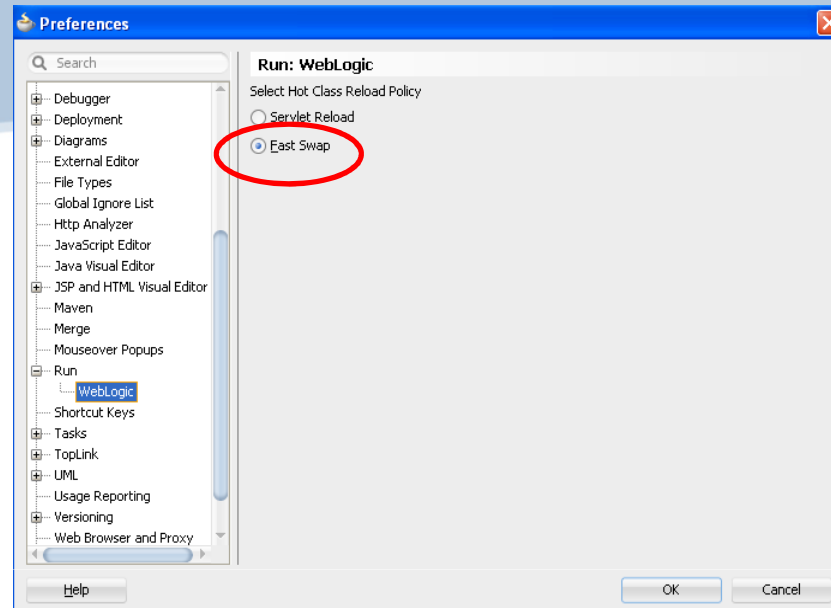 Preferences
Search
Debugger
Deployment
Diagrams
External Editor
File Types
Global Ignore List
Http Analyzer
JavaScript Editor
Java Visual Editor
JSP and HTML Visual Editor
Maven
Merge
Mouseover Popups
Run
WebLogic
Shortcut Keys
Tasks
TopLink
UML
Usage Reporting
Versioning
Web Browser and Proxy
Run: WebLogic
Select Hot Class Reload Policy
Servlet Reload
Fast Swap
Help
OK
Cancel